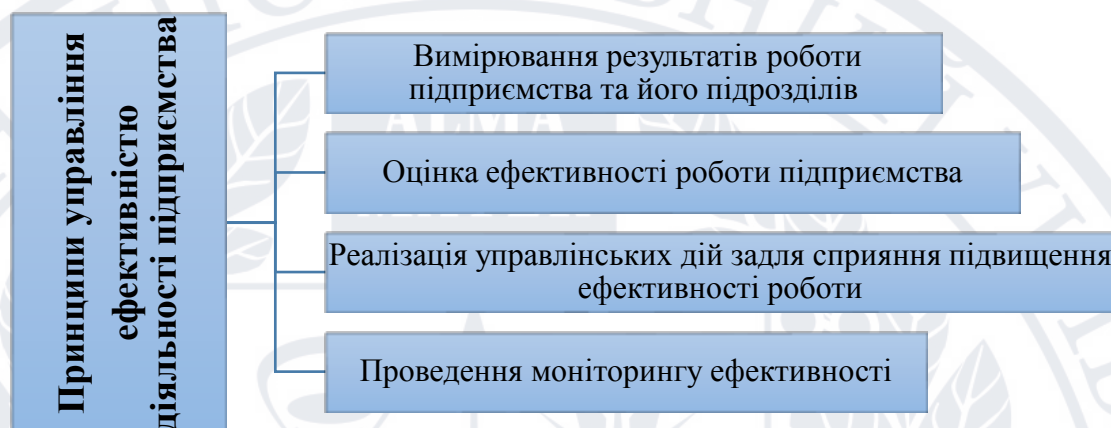 Принципи управління
ефективністю
діяльності підприємства
Вимірювання результатів роботи
підприємства та його підрозділів
ALMA
Оцінка ефективності роботи підприємства
Реалізація управлінських дій задля сприяння підвищення
ефективності роботи
Проведення моніторингу ефективності